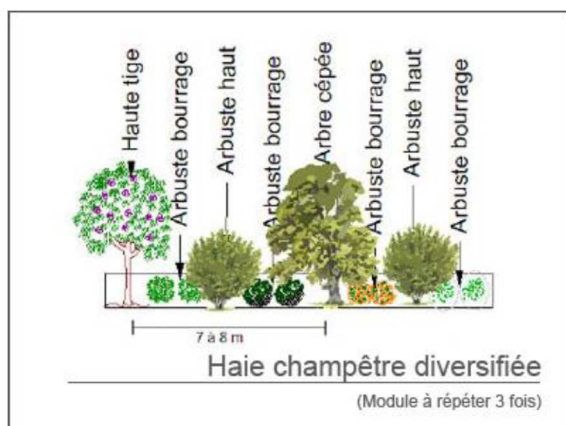 Haute tige
Arbuste bourrage
Arbuste haut
Arbuste bourrage
Arbre cépée
Arbuste bourrage
Arbuste haut
Arbuste bourrage
7 à 8 m
Haie champêtre diversifiée
(Module à répéter 3 fois)